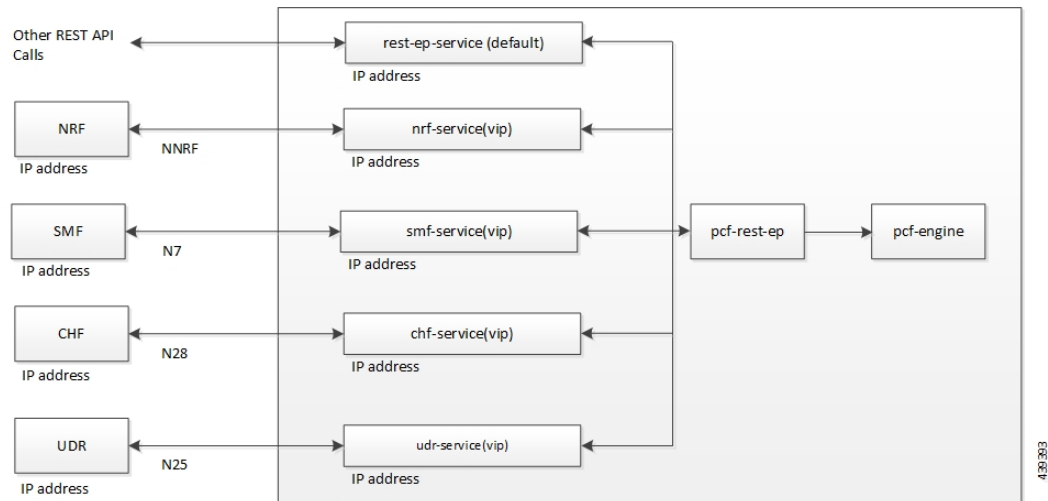 Other REST API
Calls
rest-ep-service (default)
IP address
NRF
IP address
NNRF
nrf-service(vip)
IP address
SMF
IP address
N7
smf-service(vip)
IP address
pcf-rest-ep
pcf-engine
CHF
IP address
N28
chf-service(vip)
IP address
UDR
IP address
N25
udr-service(vip)
IP address
439393